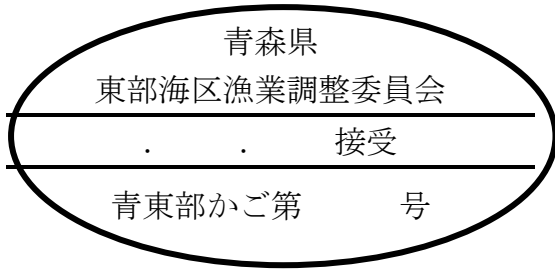 青森県
東部海区漁業調整委員会
．　．　接受
青東部かご第　　号